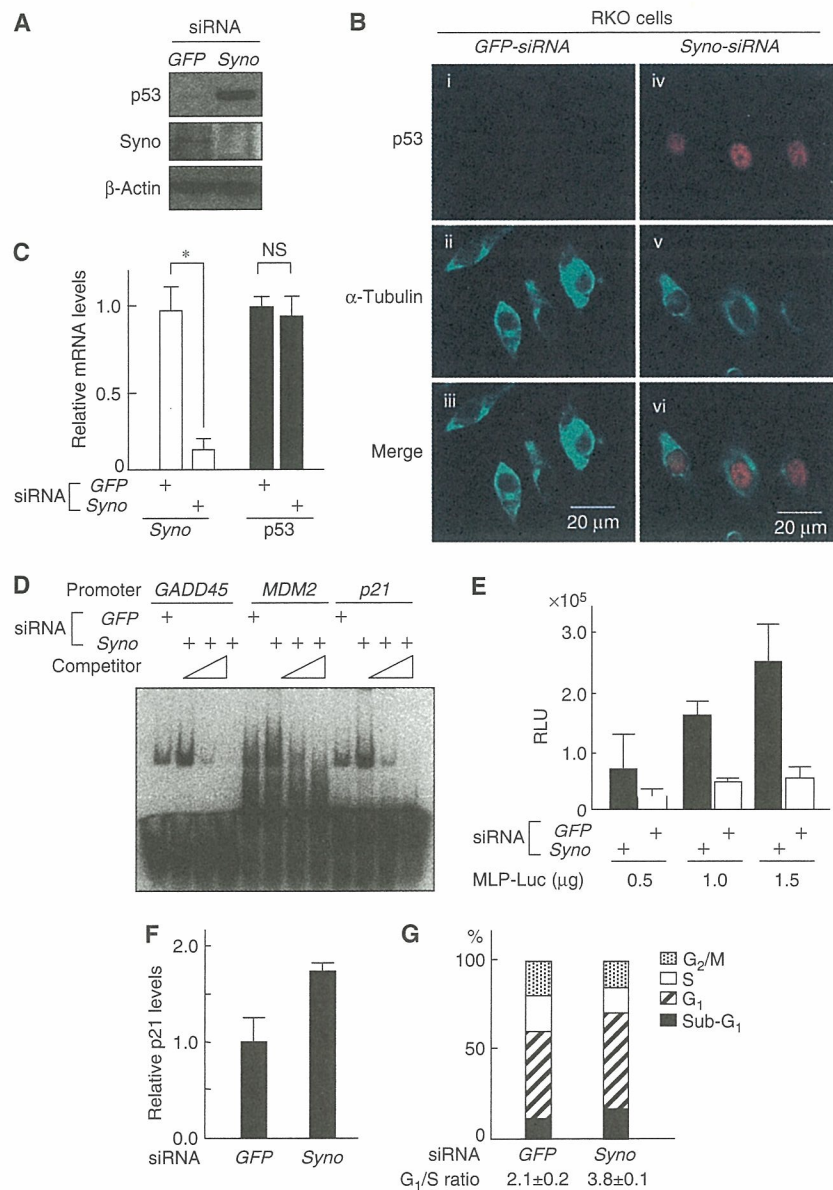 A
siRNA
GFP Syno
p53
Syno
β-Actin
B
RKO cells
GFP-siRNA Syno-siRNA
p53
i
iv
α-Tubulin
ii
v
Merge
iii
vi
20 μm
20 μm
C
Relative mRNA levels
1.0
0.5
0
*
NS
siRNA
GFP + +
Syno + +
Syno p53
D
Promoter GADD45 MDM2 p21
siRNA
GFP + + +
Syno + + + + + + + + +
Competitor
E
×10⁵
RLU
3.0
2.0
1.0
0
siRNA
GFP + + +
Syno + + +
MLP-Luc (μg) 0.5 1.0 1.5
F
Relative p21 levels
2.0
1.0
0.0
siRNA GFP Syno
G
%
100
50
0
G₂/M
S
G₁
Sub-G₁
siRNA GFP Syno
G₁/S ratio 2.1±0.2 3.8±0.1